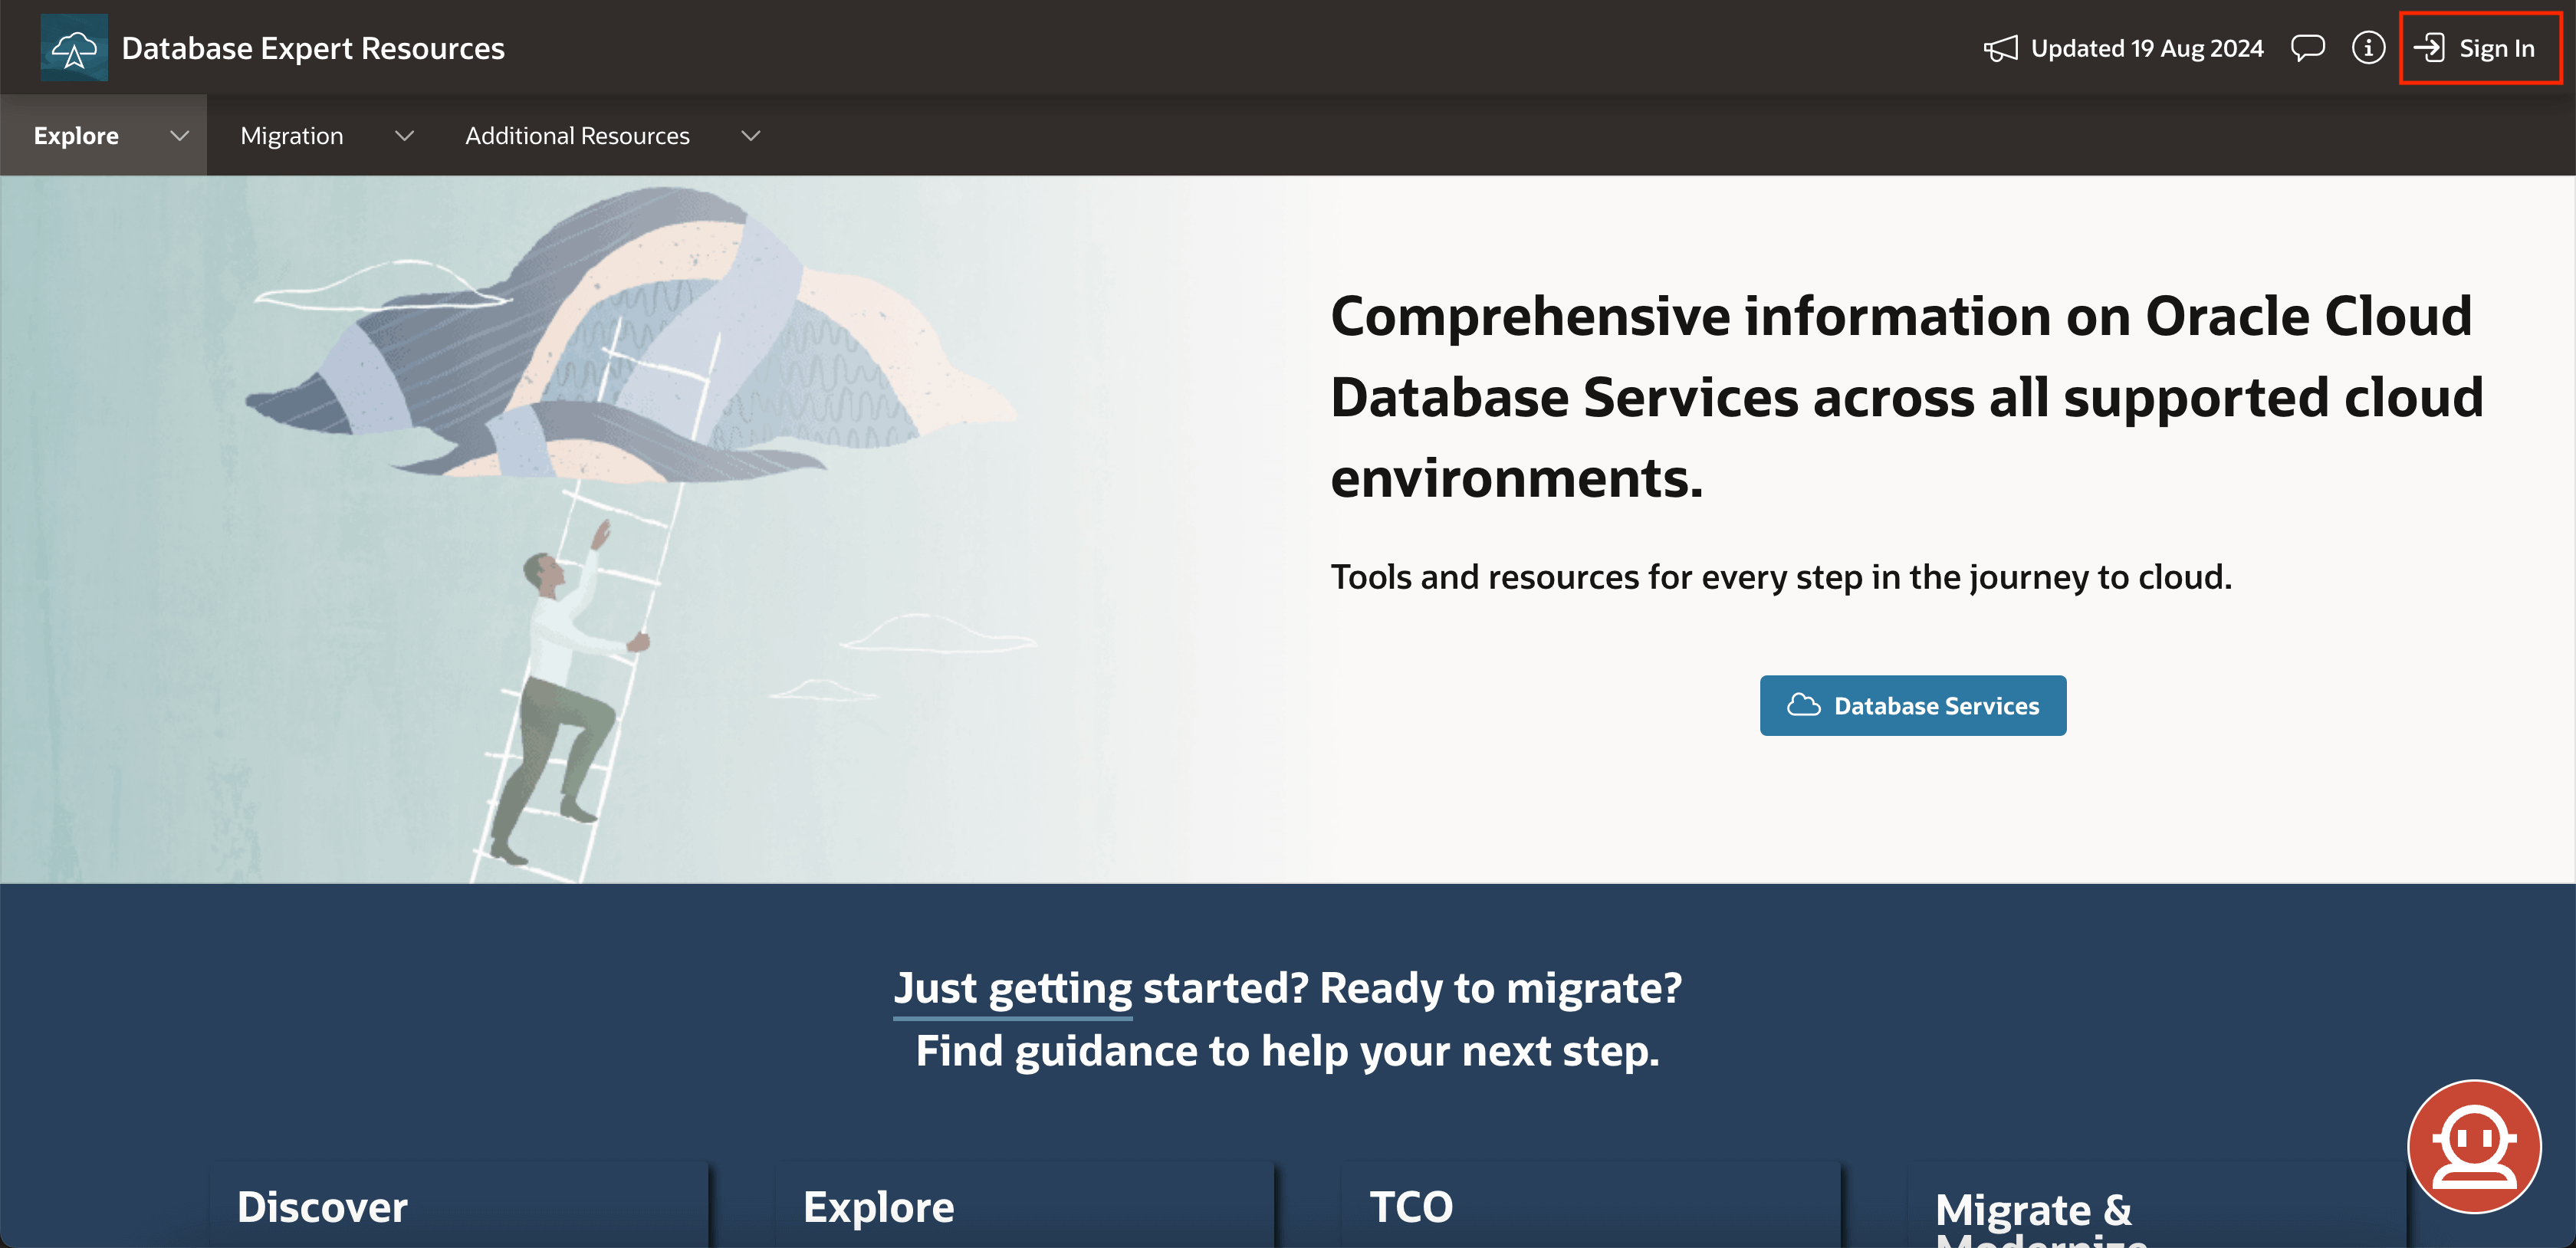 Database Expert Resources
Updated 19 Aug 2024
Sign In
Explore
Migration
Additional Resources
Comprehensive information on Oracle Cloud
Database Services across all supported cloud
environments.
Tools and resources for every step in the journey to cloud.
Database Services
Just getting started? Ready to migrate?
Find guidance to help your next step.
Discover
Explore
TCO
Migrate &
Modernize